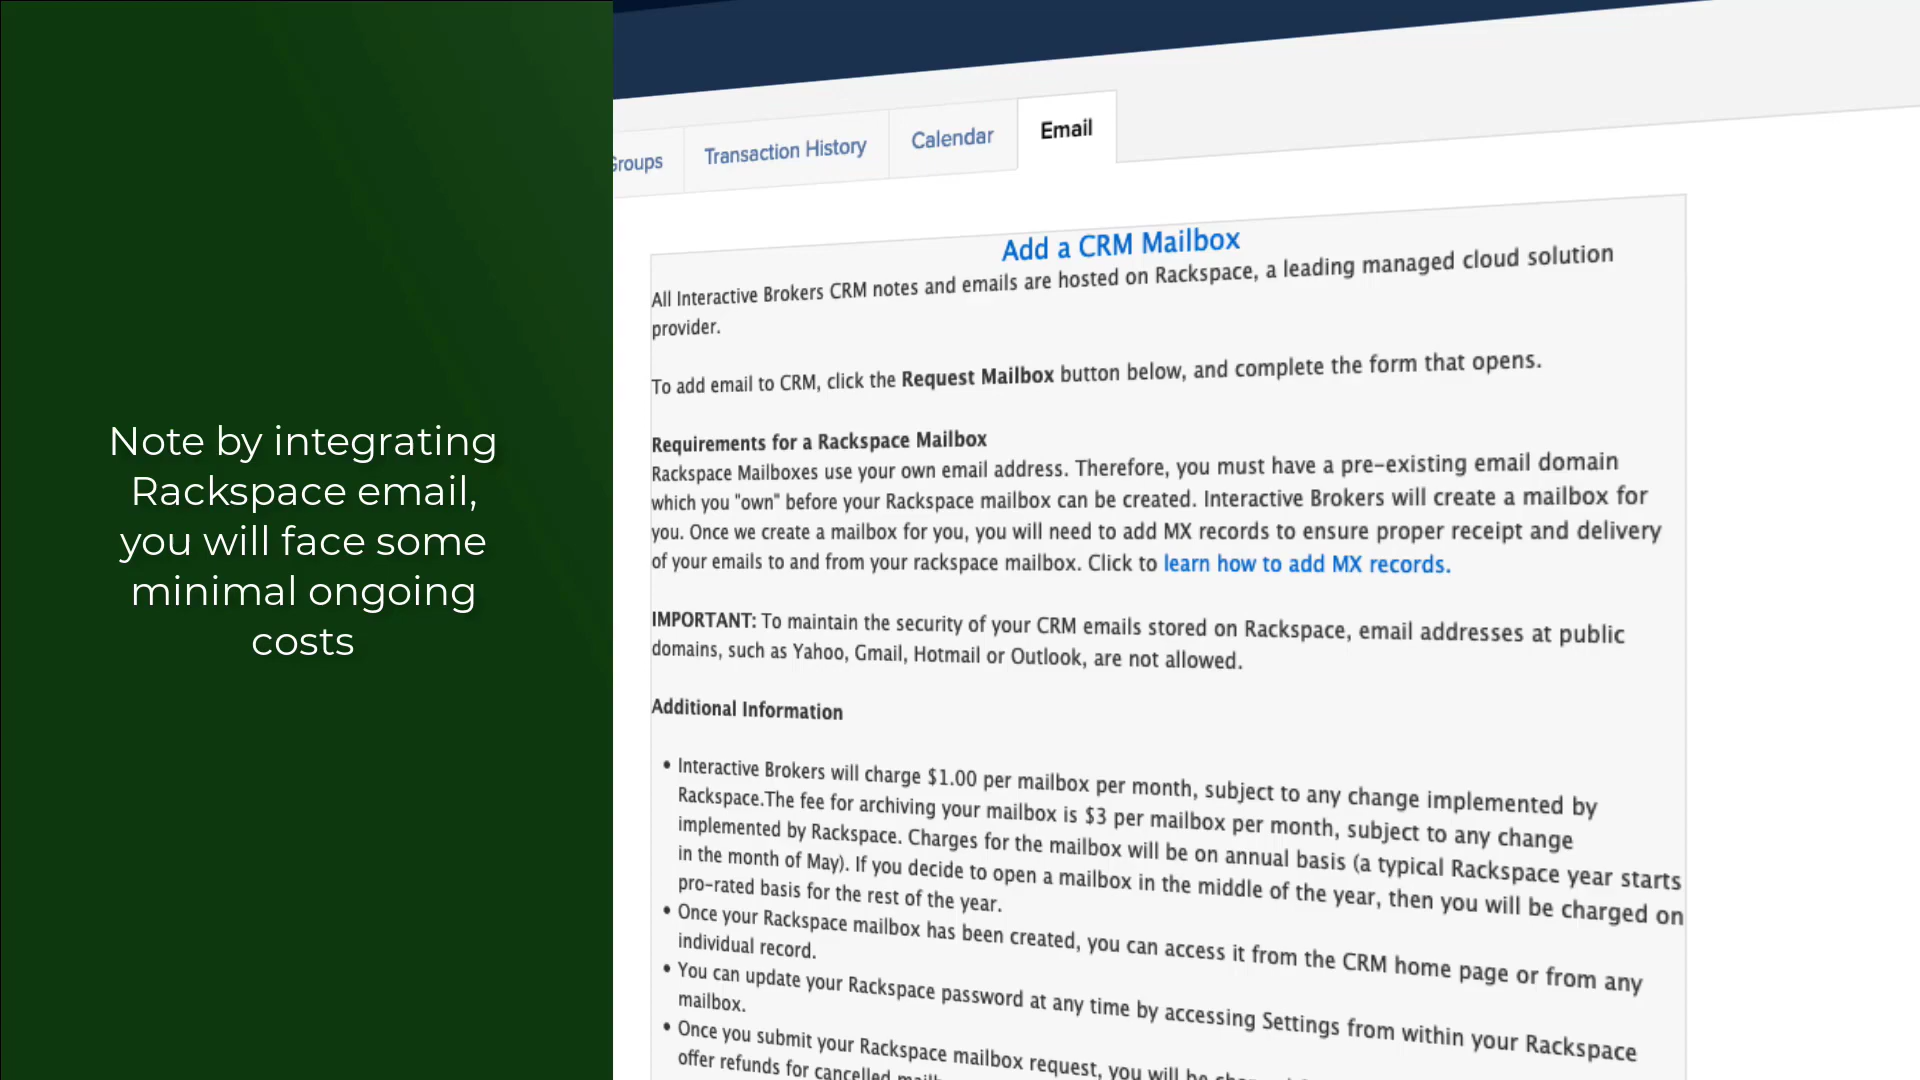 Note by integrating
Rackspace email,
you will face some
minimal ongoing
costs
Groups
Transaction History
Calendar
Email
Add a CRM Mailbox
All Interactive Brokers CRM notes and emails are hosted on Rackspace, a leading managed cloud solution
provider.
To add email to CRM, click the Request Mailbox button below, and complete the form that opens.
Requirements for a Rackspace Mailbox
Rackspace Mailboxes use your own email address. Therefore, you must have a pre-existing email domain
which you "own" before your Rackspace mailbox can be created. Interactive Brokers will create a mailbox for
you. Once we create a mailbox for you, you will need to add MX records to ensure proper receipt and delivery
of your emails to and from your rackspace mailbox. Click to learn how to add MX records.
IMPORTANT: To maintain the security of your CRM emails stored on Rackspace, email addresses at public
domains, such as Yahoo, Gmail, Hotmail or Outlook, are not allowed.
Additional Information
• Interactive Brokers will charge $1.00 per mailbox per month, subject to any change implemented by
Rackspace.The fee for archiving your mailbox is $3 per mailbox per month, subject to any change
implemented by Rackspace. Charges for the mailbox will be on annual basis (a typical Rackspace year starts
in the month of May). If you decide to open a mailbox in the middle of the year, then you will be charged on
pro-rated basis for the rest of the year.
• Once your Rackspace mailbox has been created, you can access it from the CRM home page or from any
individual record.
• You can update your Rackspace password at any time by accessing Settings from within your Rackspace
mailbox.
• Once you submit your Rackspace mailbox request, you will be
offer refunds for cancelled